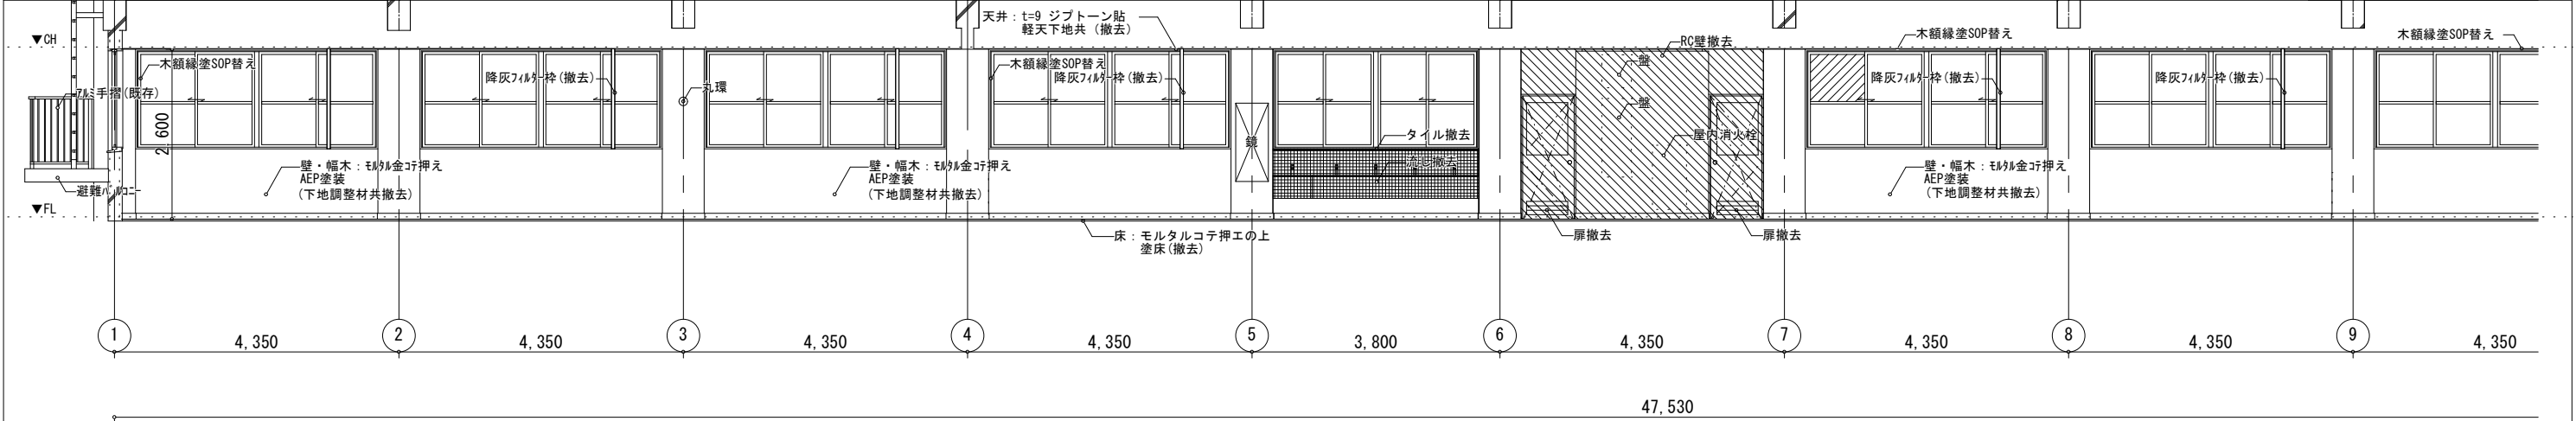 天井：t=9 ジプトーン貼
軽天下地共（撤去）
▼CH
木額縁塗SOP替え
木額縁塗SOP替え
RC壁撤去
木額縁塗SOP替え
木額縁塗SOP替え
ｱﾙﾐ手摺(既存)
降灰ﾌｨﾙﾀｰ枠(撤去)
丸環
降灰ﾌｨﾙﾀｰ枠(撤去)
盤
盤
降灰ﾌｨﾙﾀｰ枠(撤去)
降灰ﾌｨﾙﾀｰ枠(撤去)
2,600
鏡
タイル撤去
流し撤去
屋内消火栓
壁・幅木：ﾓﾙﾀﾙ金ｺﾃ押え
AEP塗装
(下地調整材共撤去)
壁・幅木：ﾓﾙﾀﾙ金ｺﾃ押え
AEP塗装
(下地調整材共撤去)
壁・幅木：ﾓﾙﾀﾙ金ｺﾃ押え
AEP塗装
(下地調整材共撤去)
避難ﾊﾞﾙｺﾆｰ
▼FL
床：モルタルコテ押エの上
塗床(撤去)
扉撤去
扉撤去
1 2 3 4 5 6 7 8 9
4,350 4,350 4,350 4,350 3,800 4,350 4,350 4,350 4,350
47,530